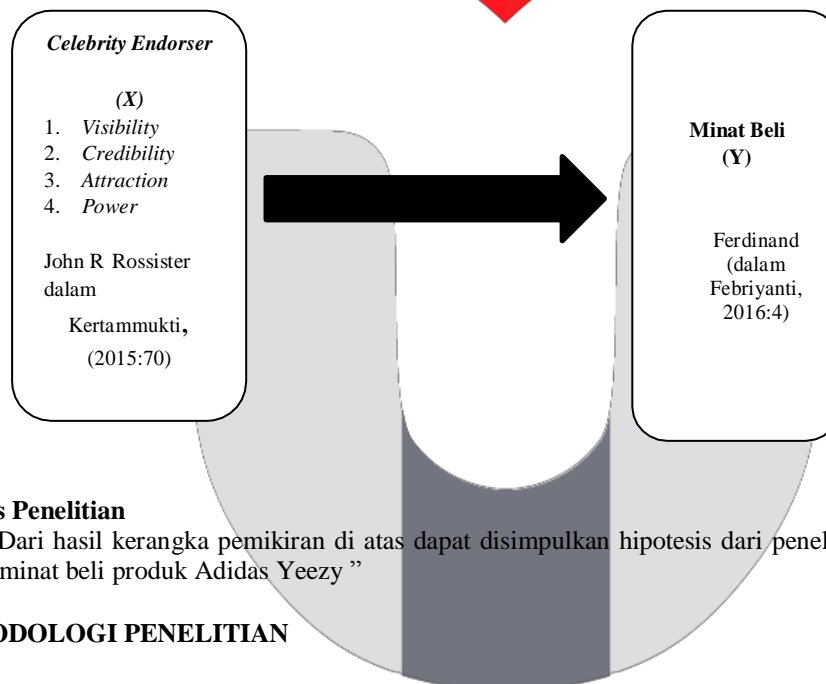 Celebrity Endorser
(X)
1. Visibility
2. Credibility
3. Attraction
4. Power
John R Rossister
dalam
Kertammukti,
(2015:70)
Minat Beli
(Y)
Ferdinand
(dalam
Febriyanti,
2016:4)
s Penelitian
Dari hasil kerangka pemikiran di atas dapat disimpulkan hipotesis dari penel
minat beli produk Adidas Yeezy ”
ODOLOGI PENELITIAN